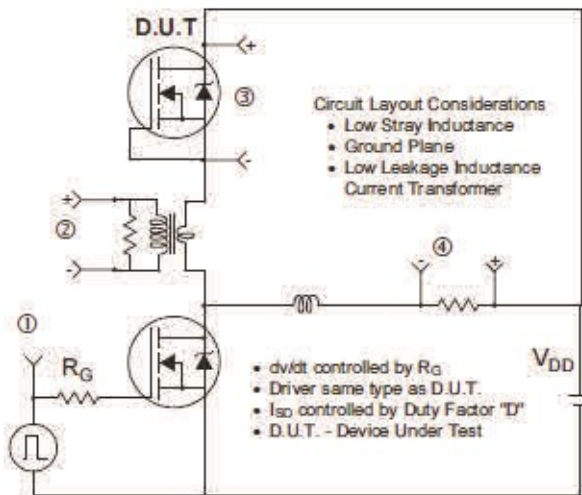 D.U.T
+
③
-
Circuit Layout Considerations
• Low Stray Inductance
• Ground Plane
• Low Leakage Inductance
Current Transformer
+
②
-
④
- +
①
RG
VDD
• dv/dt controlled by RG
• Driver same type as D.U.T.
• ISD controlled by Duty Factor "D"
• D.U.T. - Device Under Test